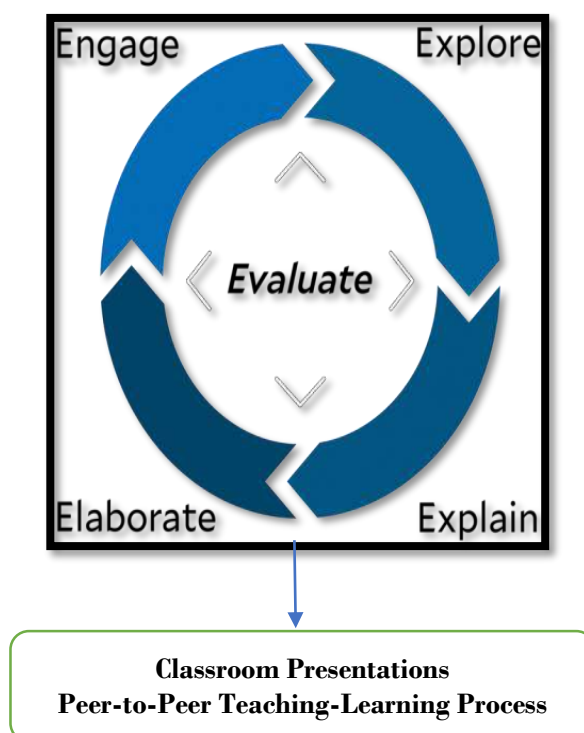 Engage
Explore
Evaluate
Elaborate
Explain
Classroom Presentations
Peer-to-Peer Teaching-Learning Process